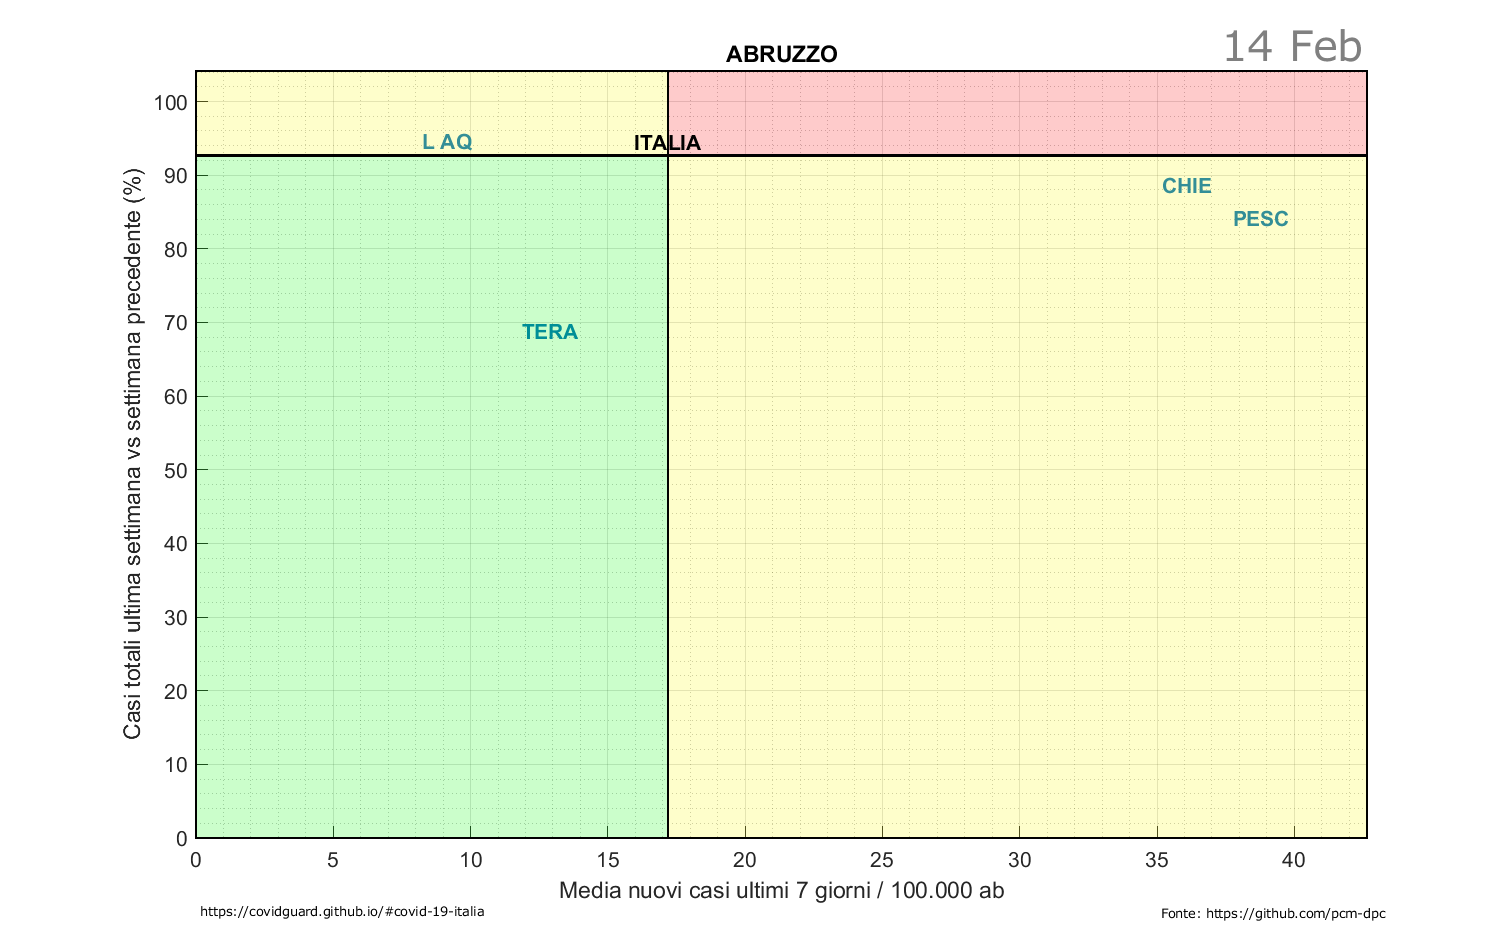 14 Feb
ABRUZZO
100
90
80
70
60
50
40
30
20
10
0
Casi totali ultima settimana vs settimana precedente (%)
L AQ
ITALIA
CHIE
PESC
TERA
0 5 10 15 20 25 30 35 40
Media nuovi casi ultimi 7 giorni / 100.000 ab
https://covidguard.github.io/#covid-19-italia
Fonte: https://github.com/pcm-dpc